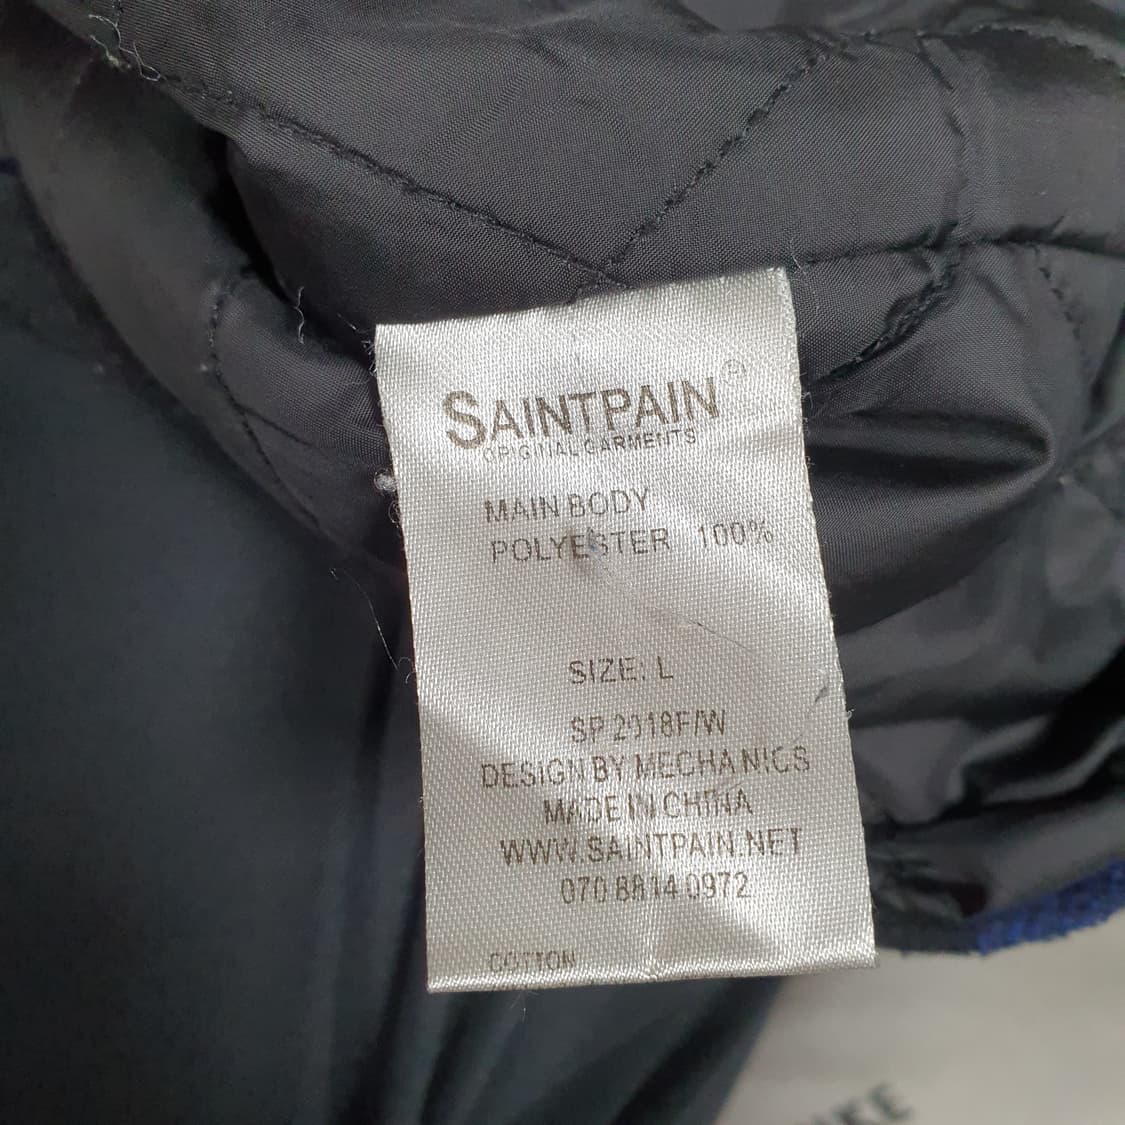 SAINTPAIN®
ORIGINAL GARMENTS
MAIN BODY
POLYESTER 100%
SIZE: L
SP 2018F/W
DESIGN BY MECHANICS
MADE IN CHINA
WWW.SAINTPAIN.NET
070 8814 0972
COTTON